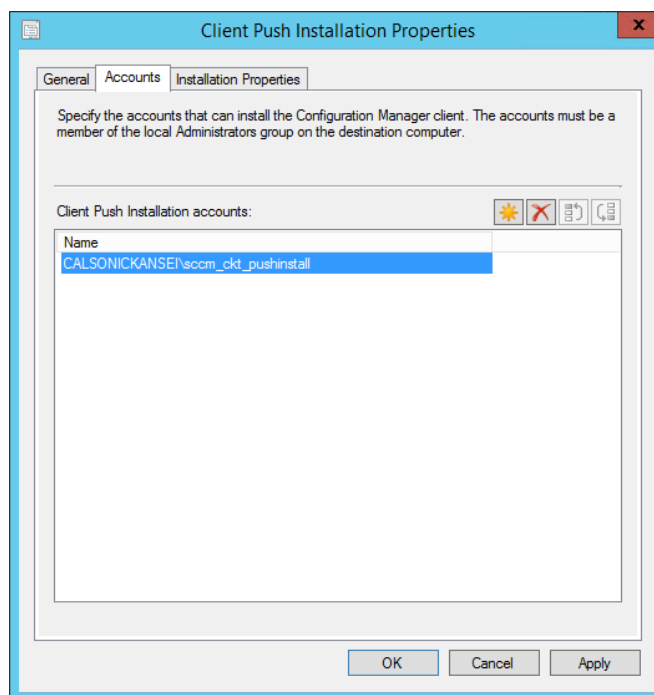 Client Push Installation Properties
x
General Accounts Installation Properties
Specify the accounts that can install the Configuration Manager client. The accounts must be a
member of the local Administrators group on the destination computer.
Client Push Installation accounts:
Name
CALSONICKANSEI\sccm_ckt_pushinstall
OK Cancel Apply